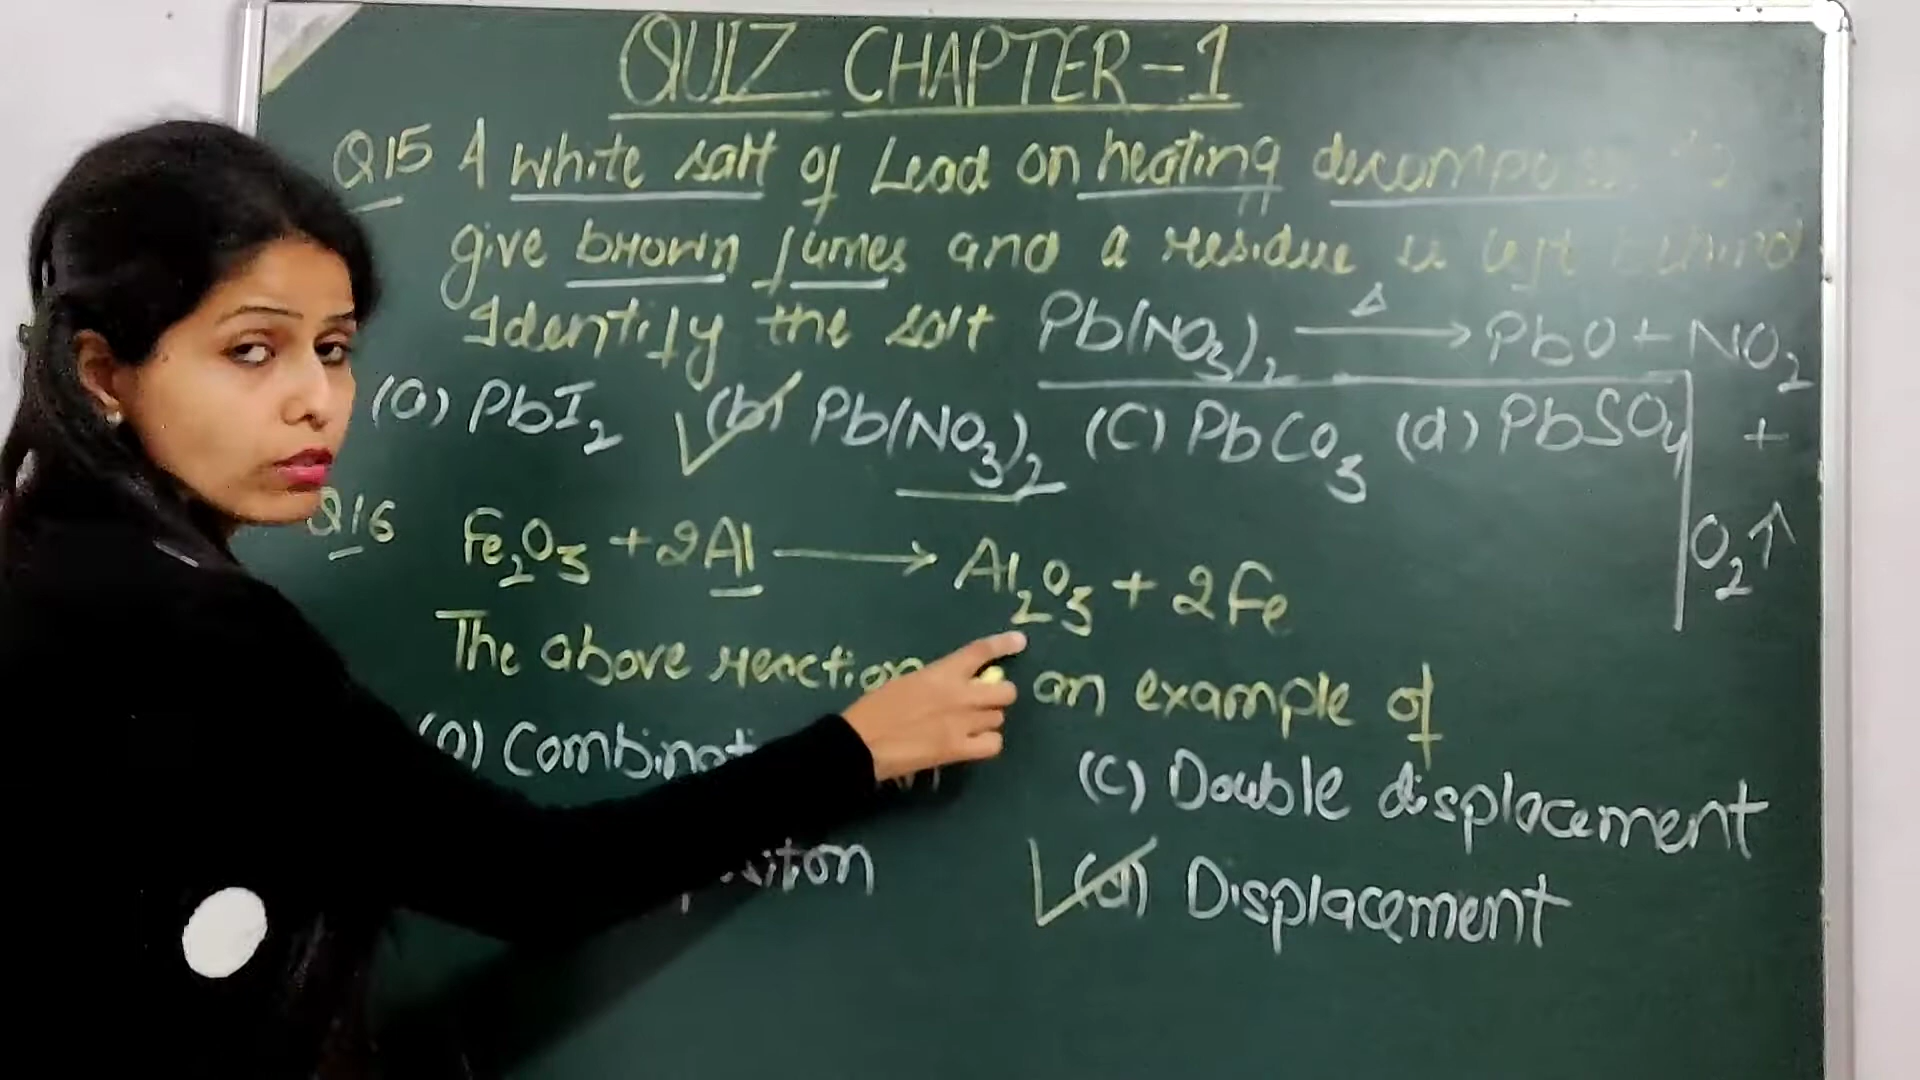 QUIZ CHAPTER-1
Q15 A white salt of Lead on heating decomposes to
give brown fumes and a residue is left behind
Identify the salt Pb(NO₃)₂ —Δ→ PbO + NO₂
+
O₂↑
(a) PbI₂ (b) Pb(NO₃)₂ (C) PbCO₃ (d) PbSO₄
Q16 Fe₂O₃ + 2Al ⟶ Al₂O₃ + 2Fe
The above reaction an example of
(a) (C) Double displacement
(d) Displacement